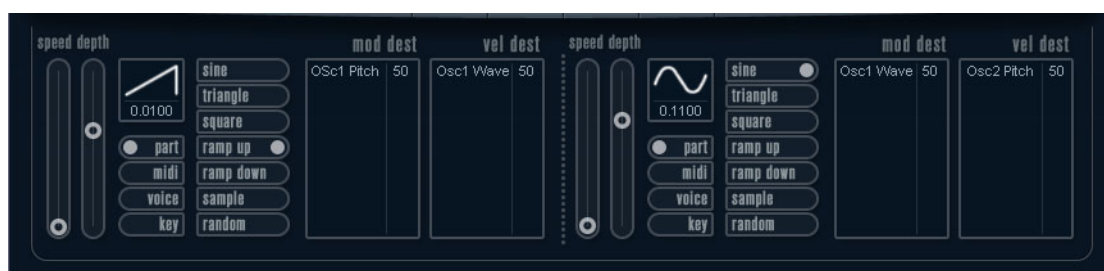 speed depth mod dest vel dest speed depth mod dest vel dest
sine OSc1 Pitch 50 Osc1 Wave 50 sine Osc1 Wave 50 Osc2 Pitch 50
triangle triangle
0.0100 0.1100
square square
part ramp up part ramp up
midi ramp down midi ramp down
voice sample voice sample
key random key random